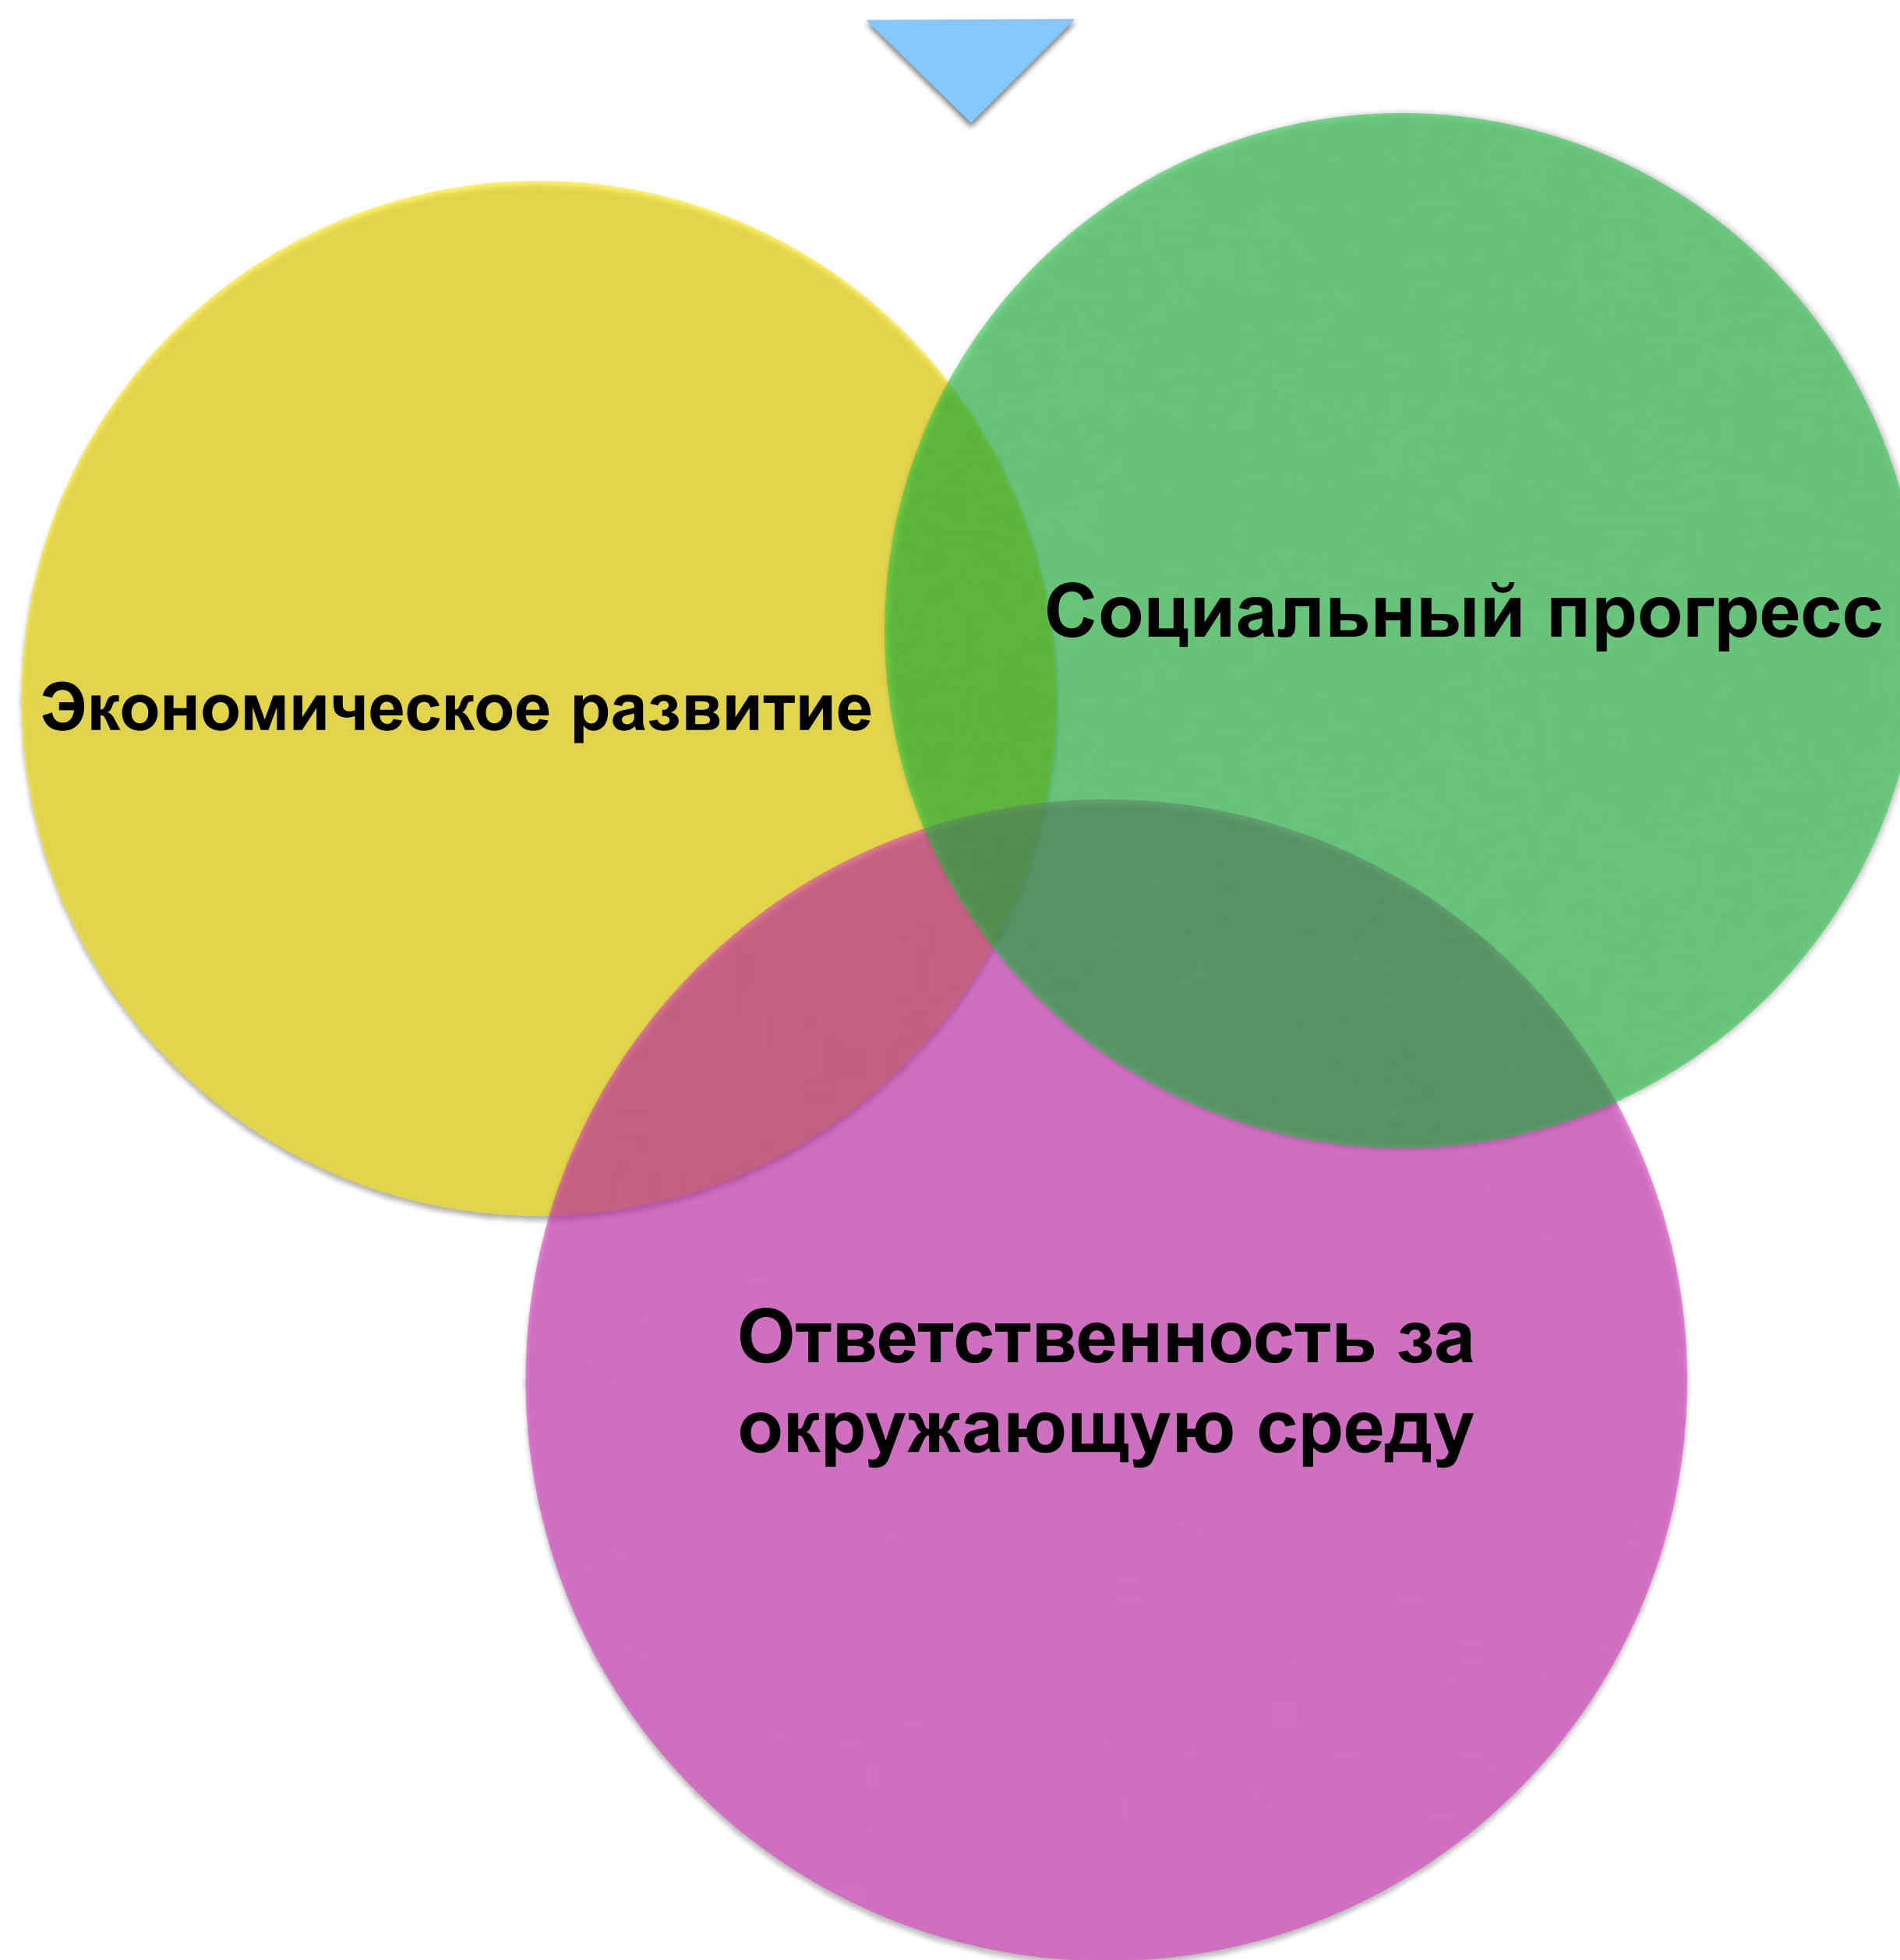 Социальный прогресс
Экономическое развитие
Ответственность за
окружающую среду